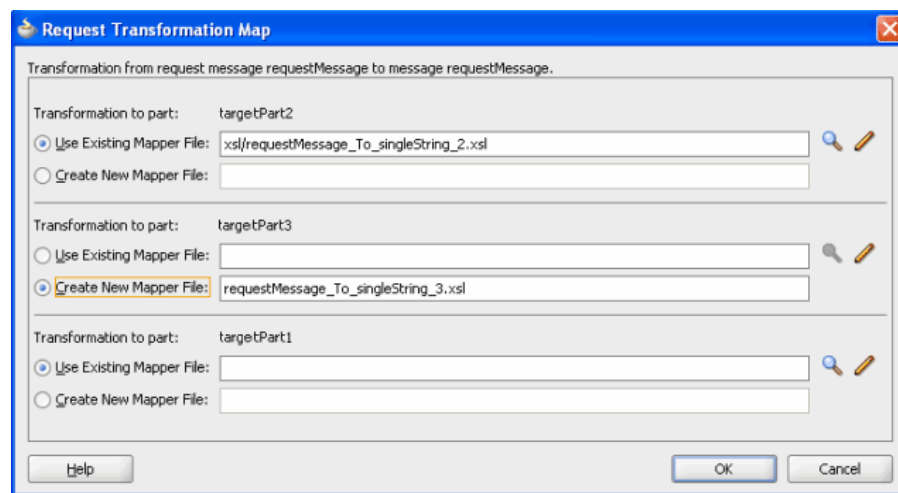 Request Transformation Map
Transformation from request message requestMessage to message requestMessage.
Transformation to part: targetPart2
Use Existing Mapper File: xsl/requestMessage_To_singleString_2.xsl
Create New Mapper File:
Transformation to part: targetPart3
Use Existing Mapper File:
Create New Mapper File: requestMessage_To_singleString_3.xsl
Transformation to part: targetPart1
Use Existing Mapper File:
Create New Mapper File:
Help OK Cancel